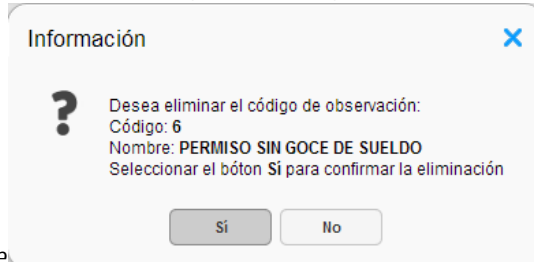 Información
Desea eliminar el código de observación:
Código: 6
Nombre: PERMISO SIN GOCE DE SUELDO
Seleccionar el bóton Sí para confirmar la eliminación
Sí No